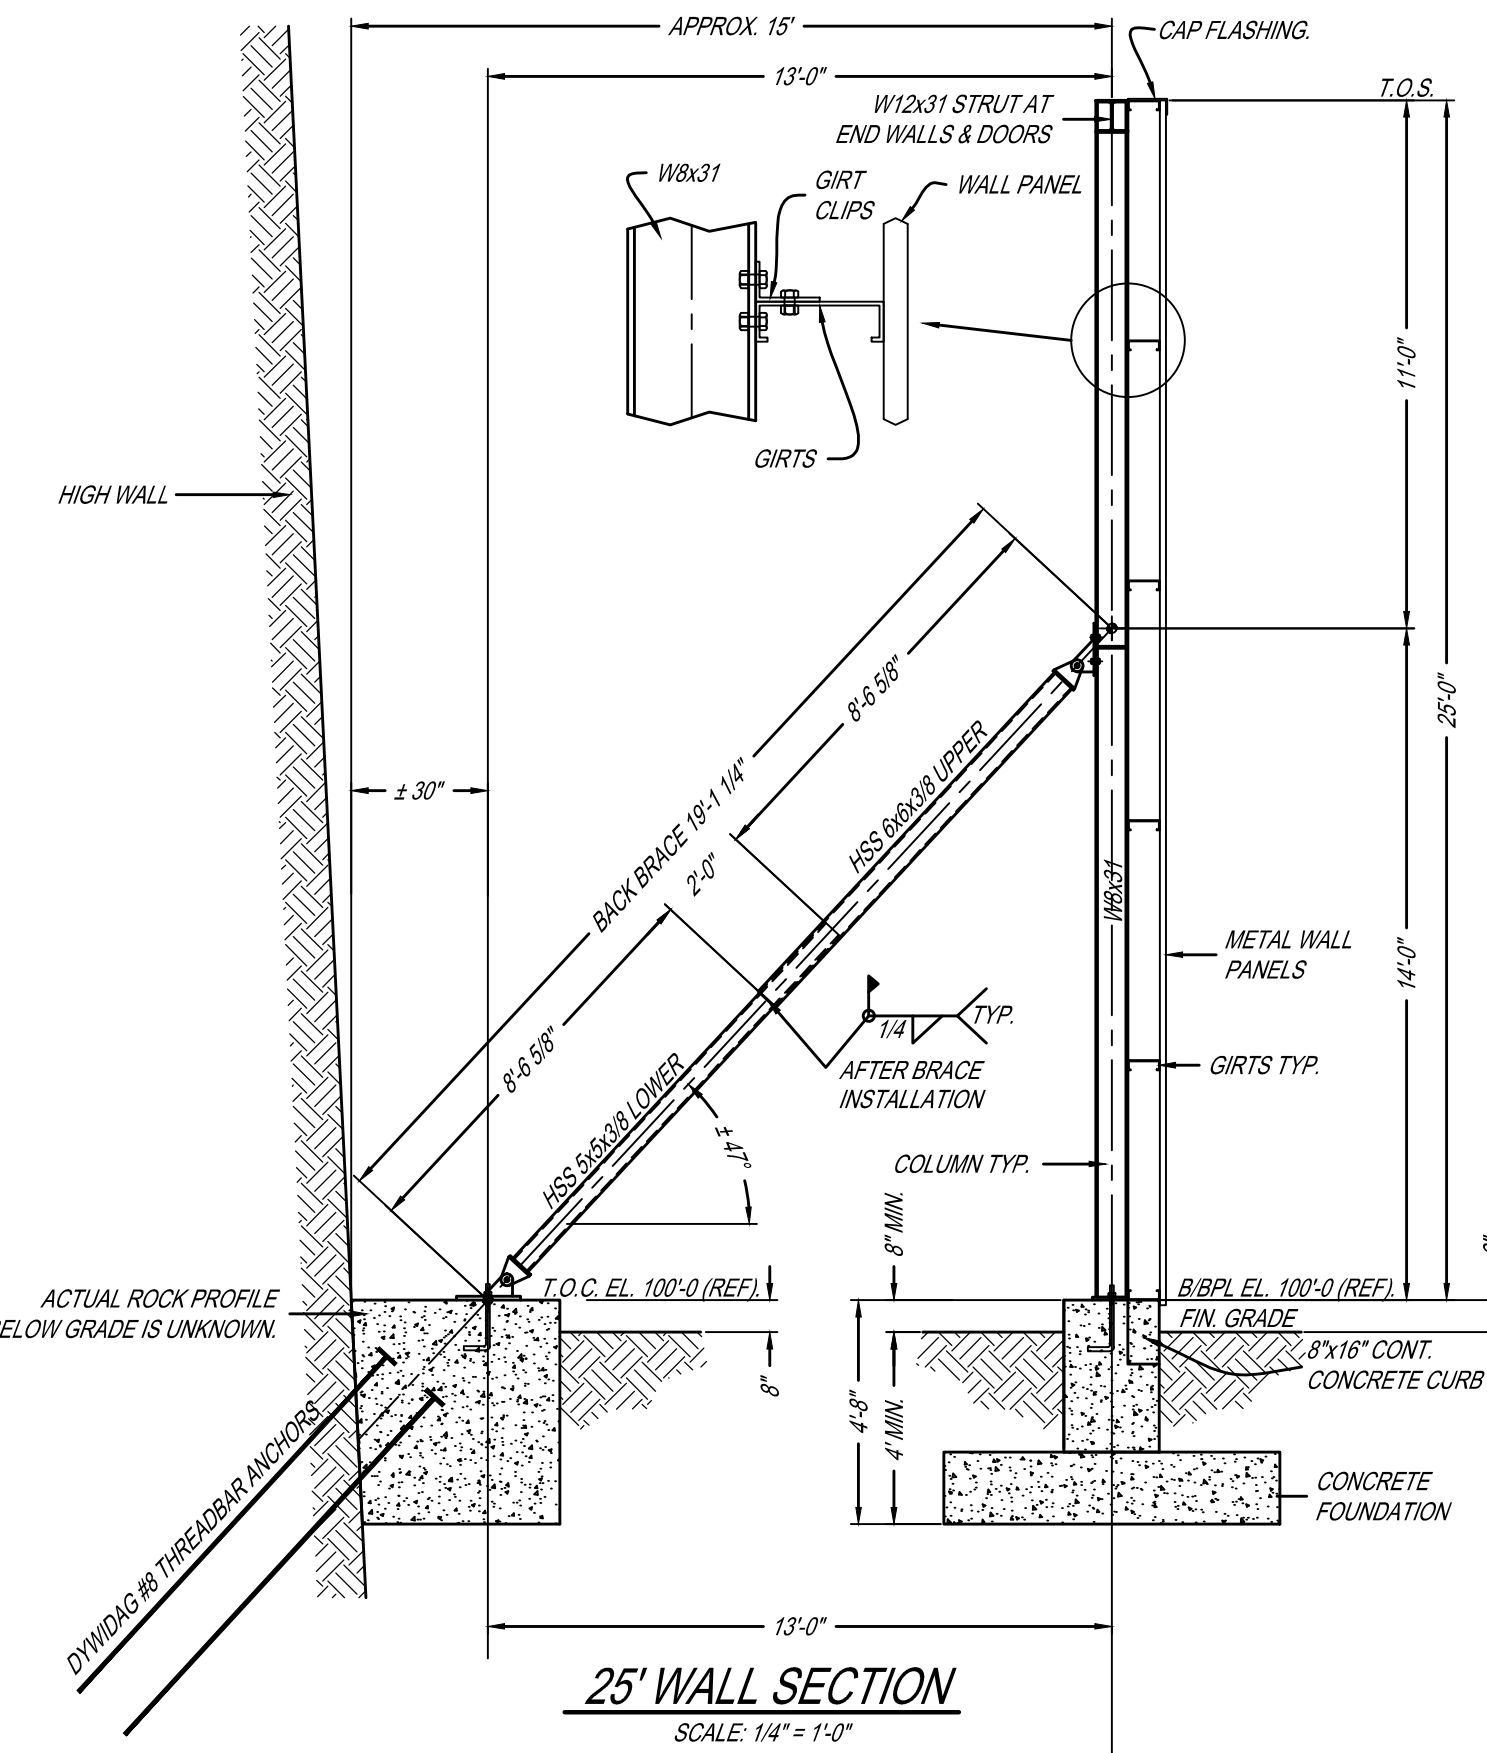 APPROX. 15'
CAP FLASHING.
13'-0"
T.O.S.
W12x31 STRUT AT
END WALLS & DOORS
W8x31
GIRT
CLIPS
WALL PANEL
11'-0"
GIRTS
HIGH WALL
8'-6 5/8"
25'-0"
HSS 6x6x3/8 UPPER
BACK BRACE 19'-1 1/4"
± 30"
2'-0"
W8x31
METAL WALL
PANELS
14'-0"
1/4
TYP.
8'-6 5/8"
AFTER BRACE
INSTALLATION
GIRTS TYP.
HSS 5x5x3/8 LOWER
± 47°
COLUMN TYP.
8" MIN.
T.O.C. EL. 100'-0 (REF).
B/BPL EL. 100'-0 (REF).
ACTUAL ROCK PROFILE
BELOW GRADE IS UNKNOWN.
FIN. GRADE
8"x16" CONT.
CONCRETE CURB
8"
4'-8"
4' MIN.
DYWIDAG #8 THREADBAR ANCHORS
CONCRETE
FOUNDATION
13'-0"
25' WALL SECTION
SCALE: 1/4" = 1'-0"